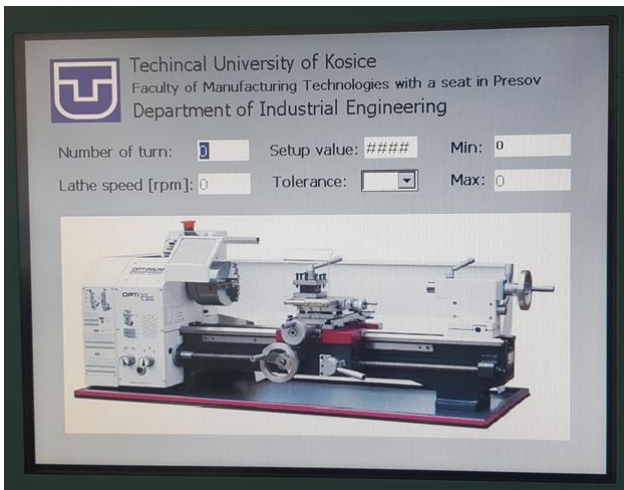 Techincal University of Kosice
Faculty of Manufacturing Technologies with a seat in Presov
Department of Industrial Engineering
Number of turn: 0 Setup value: #### Min: 0
Lathe speed [rpm]: 0 Tolerance: Max: 0
OPTIMUM